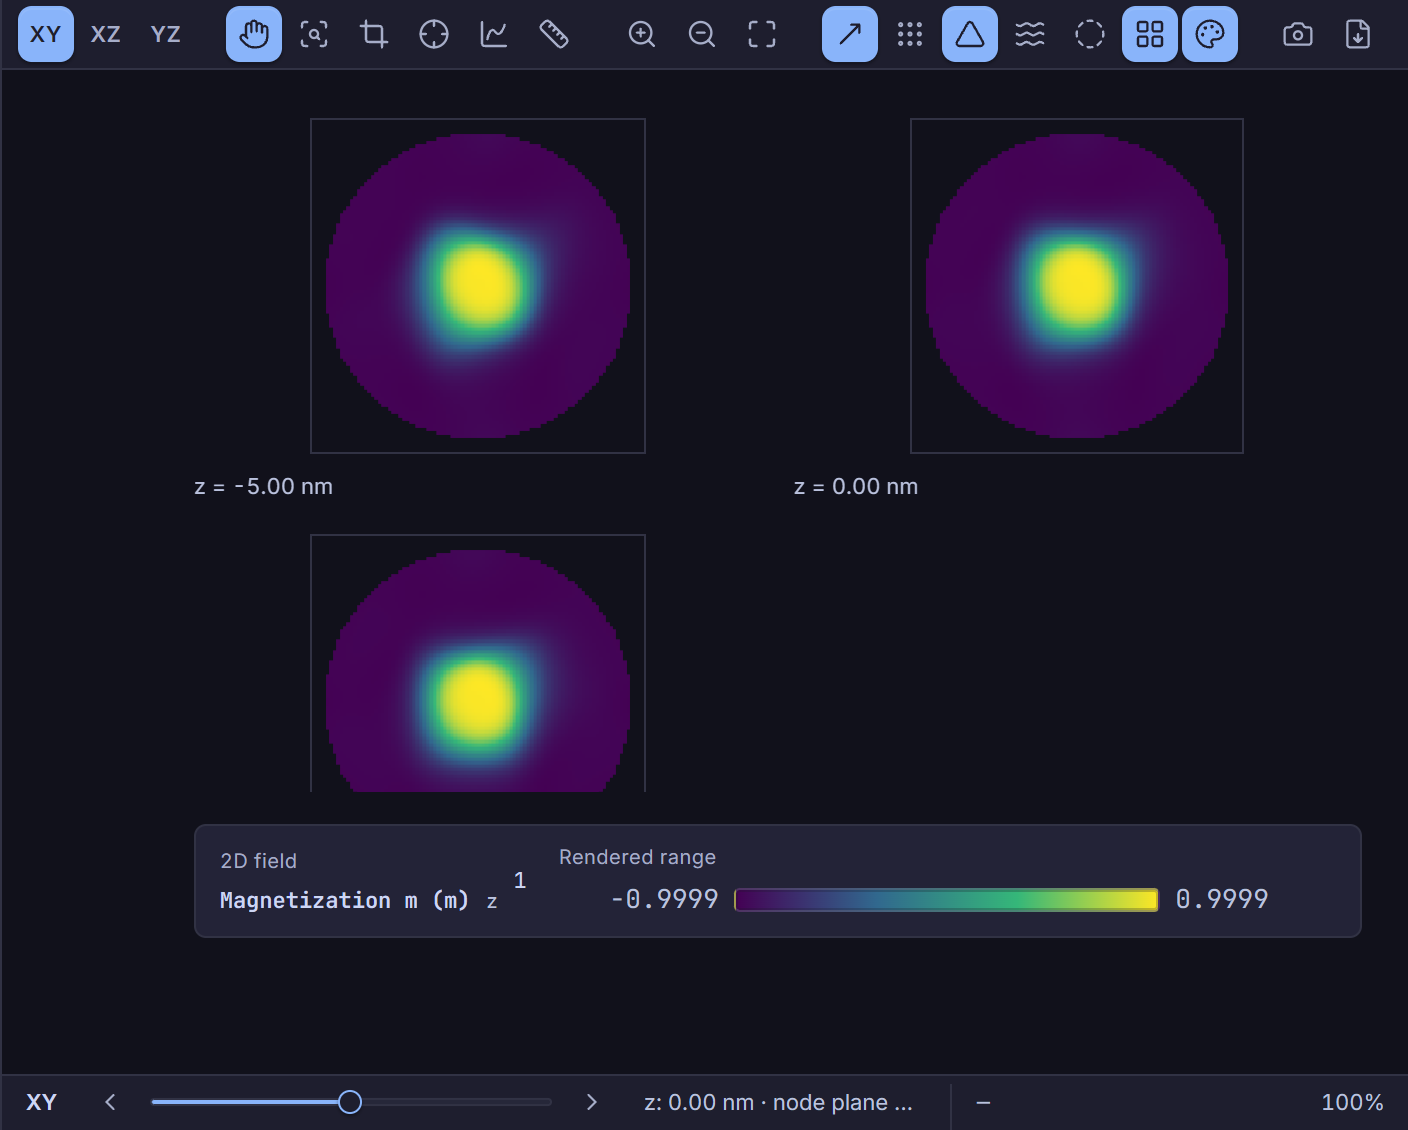 XY XZ YZ
z = -5.00 nm
z = 0.00 nm
2D field
Magnetization m (m) z
1
Rendered range
-0.9999 0.9999
XY
z: 0.00 nm · node plane ...
–
100%